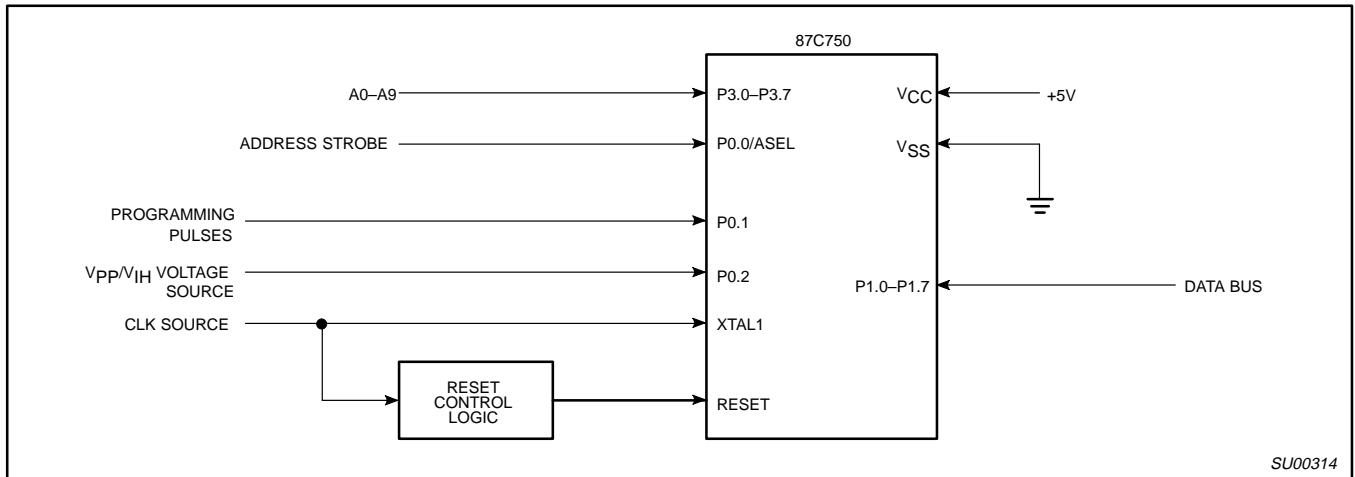 87C750
A0–A9
P3.0–P3.7
VCC
+5V
ADDRESS STROBE
P0.0/ASEL
VSS
PROGRAMMING
PULSES
P0.1
VPP/VIH VOLTAGE
SOURCE
P0.2
P1.0–P1.7
DATA BUS
CLK SOURCE
XTAL1
RESET
CONTROL
LOGIC
RESET
SU00314